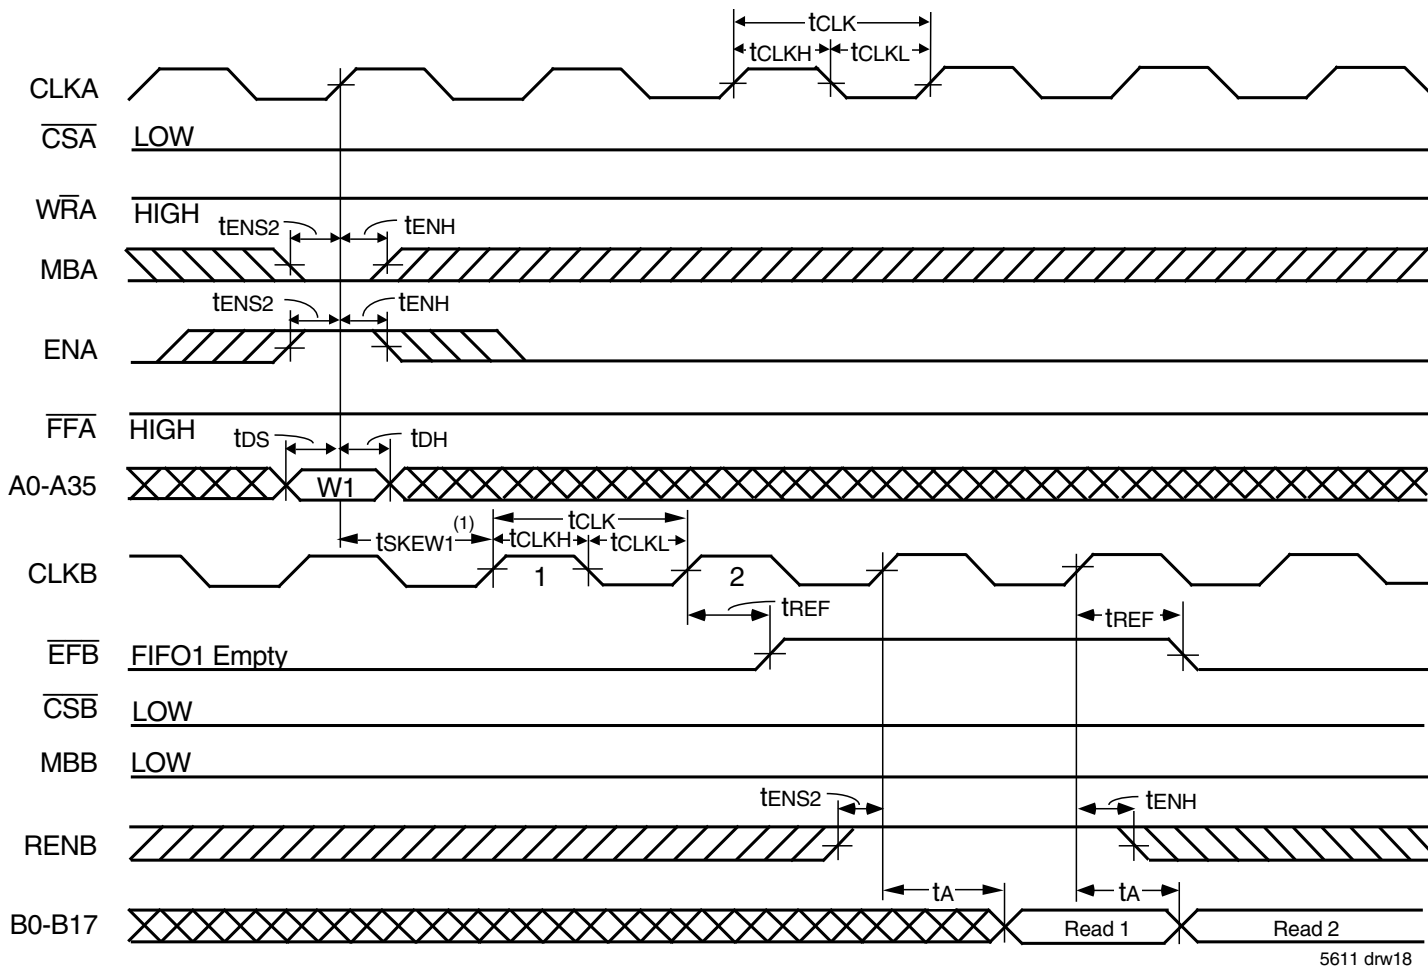 tCLK
tCLKH tCLKL
CLKA
CSA LOW
WRA HIGH
tENS2 tENH
MBA
tENS2 tENH
ENA
FFA HIGH
tDS tDH
A0-A35 W1
tSKEW1 (1) tCLK
tCLKH tCLKL
CLKB 1 2
tREF tREF
EFB FIFO1 Empty
CSB LOW
MBB LOW
tENS2 tENH
RENB
tA tA
B0-B17 Read 1 Read 2
5611 drw18